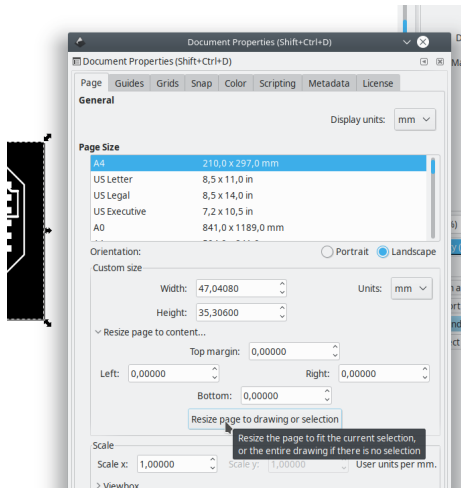 Document Properties (Shift+Ctrl+D)
Document Properties (Shift+Ctrl+D)
Page Guides Grids Snap Color Scripting Metadata License
General
Display units: mm
Page Size
A4 210,0 x 297,0 mm
US Letter 8,5 x 11,0 in
US Legal 8,5 x 14,0 in
US Executive 7,2 x 10,5 in
A0 841,0 x 1189,0 mm
Orientation: Portrait Landscape
Custom size
Width: 47,04080 Units: mm
Height: 35,30600
Resize page to content...
Top margin: 0,00000
Left: 0,00000 Right: 0,00000
Bottom: 0,00000
Resize page to drawing or selection
Resize the page to fit the current selection,
or the entire drawing if there is no selection
Scale
Scale x: 1,00000 Scale y: 1,00000 User units per mm.
Viewbox